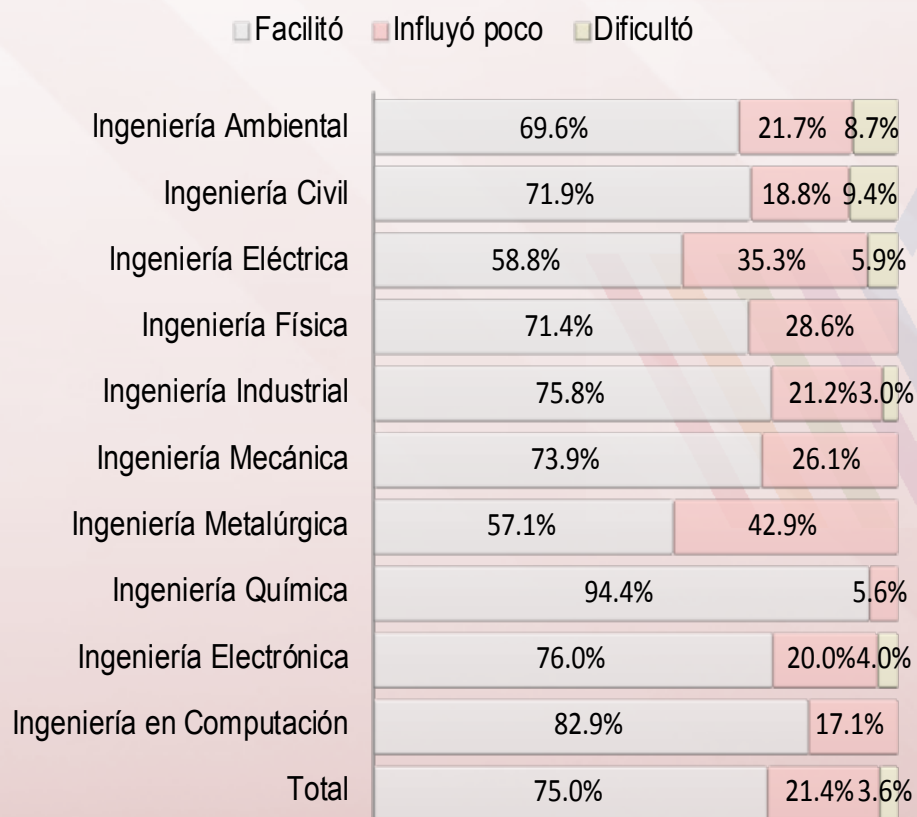 Facilitó Influyó poco Dificultó
Ingeniería Ambiental 69.6% 21.7% 8.7%
Ingeniería Civil 71.9% 18.8% 9.4%
Ingeniería Eléctrica 58.8% 35.3% 5.9%
Ingeniería Física 71.4% 28.6%
Ingeniería Industrial 75.8% 21.2% 3.0%
Ingeniería Mecánica 73.9% 26.1%
Ingeniería Metalúrgica 57.1% 42.9%
Ingeniería Química 94.4% 5.6%
Ingeniería Electrónica 76.0% 20.0% 4.0%
Ingeniería en Computación 82.9% 17.1%
Total 75.0% 21.4% 3.6%